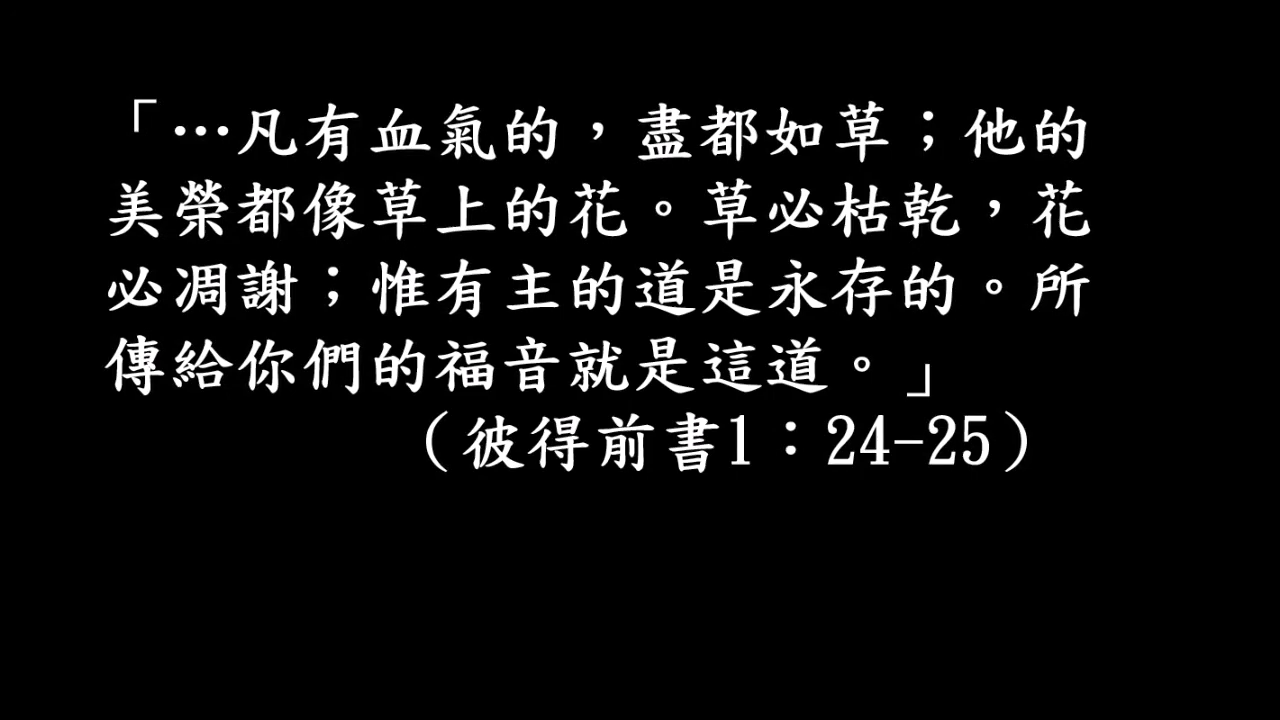 「…凡有血氣的，盡都如草；他的
美榮都像草上的花。草必枯乾，花
必凋謝；惟有主的道是永存的。所
傳給你們的福音就是這道。」
（彼得前書1：24-25）